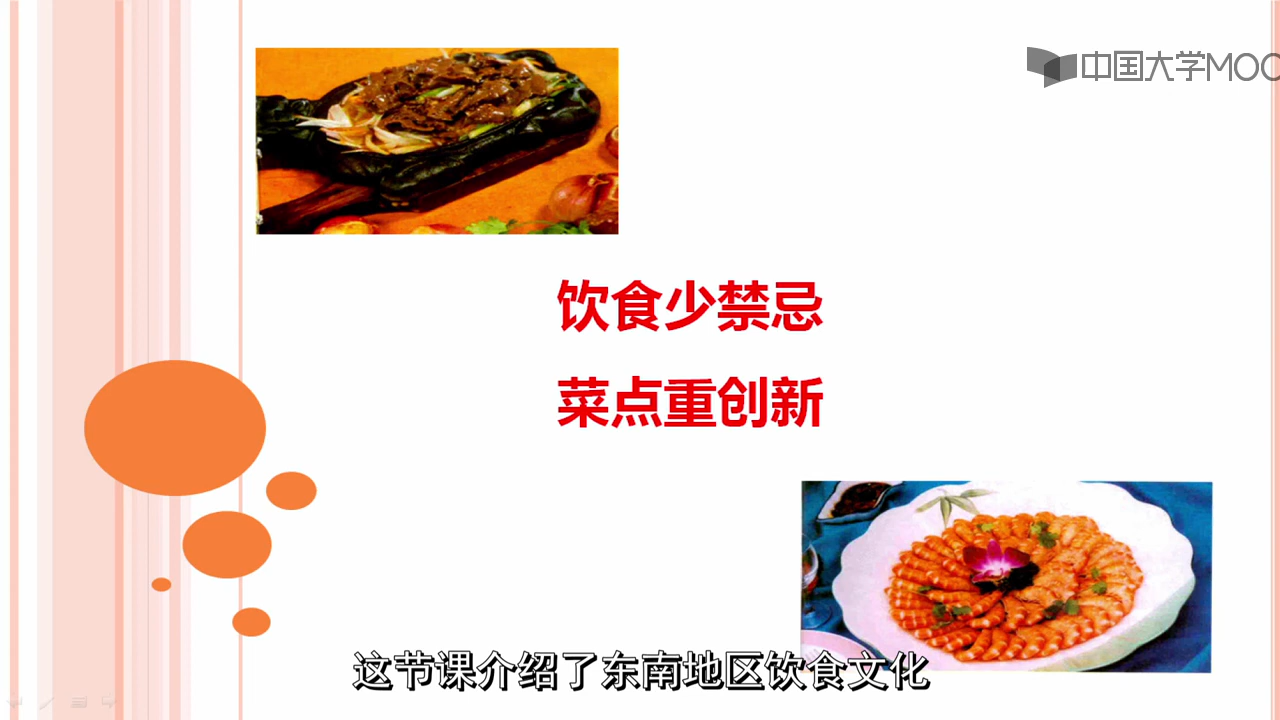 中国大学MOO
饮食少禁忌
菜点重创新
这节课介绍了东南地区饮食文化